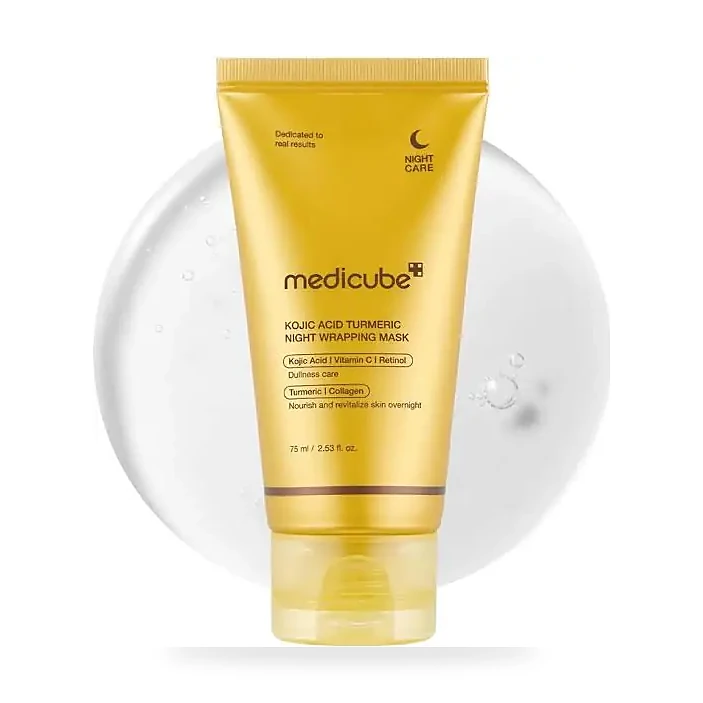 Dedicated to
real results
NIGHT
CARE
medicube
KOJIC ACID TURMERIC
NIGHT WRAPPING MASK
Kojic Acid | Vitamin C | Retinol
Dullness care
Turmeric | Collagen
Nourish and revitalize skin overnight
75 ml / 2.53 fl. oz.